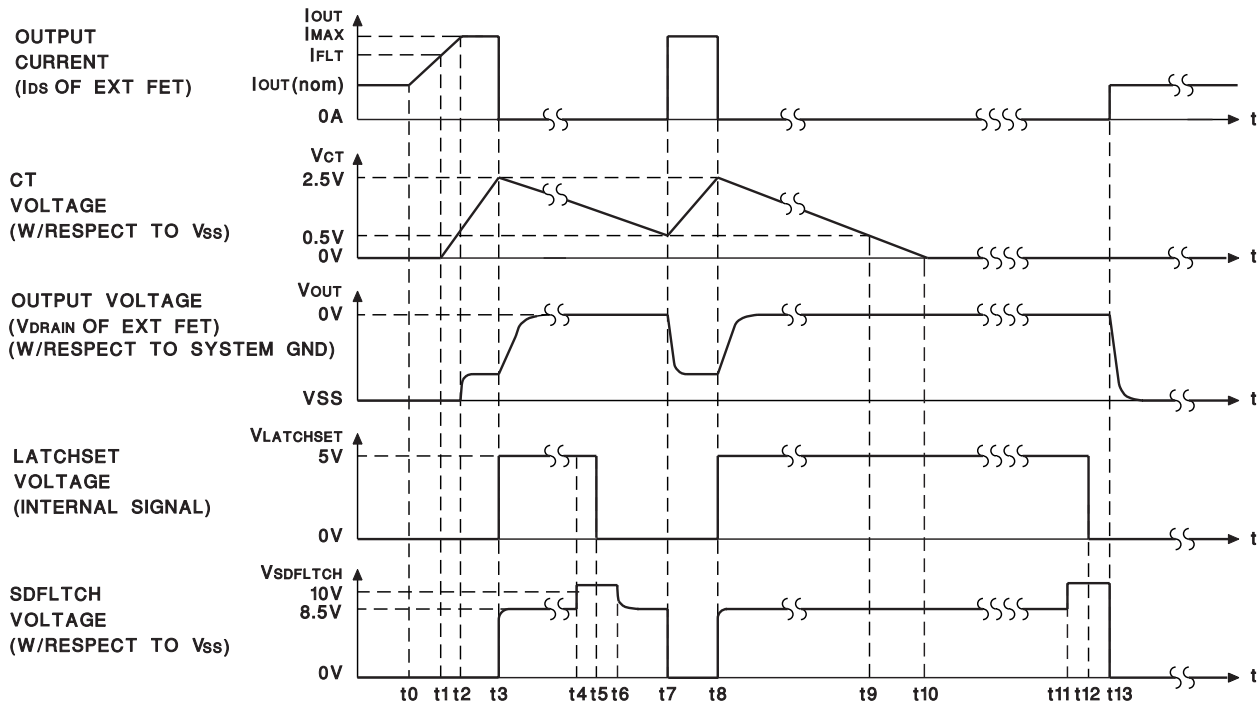 OUTPUT
CURRENT
(IDS OF EXT FET)
IOUT
IMAX
IFLT
IOUT(nom)
0A
t
CT
VOLTAGE
(W/RESPECT TO VSS)
VCT
2.5V
0.5V
0V
t
OUTPUT VOLTAGE
(VDRAIN OF EXT FET)
(W/RESPECT TO SYSTEM GND)
VOUT
0V
VSS
t
LATCHSET
VOLTAGE
(INTERNAL SIGNAL)
VLATCHSET
5V
0V
t
SDFLTCH
VOLTAGE
(W/RESPECT TO VSS)
VSDFLTCH
10V
8.5V
0V
t
t0 t1 t2 t3 t4 t5 t6 t7 t8 t9 t10 t11 t12 t13